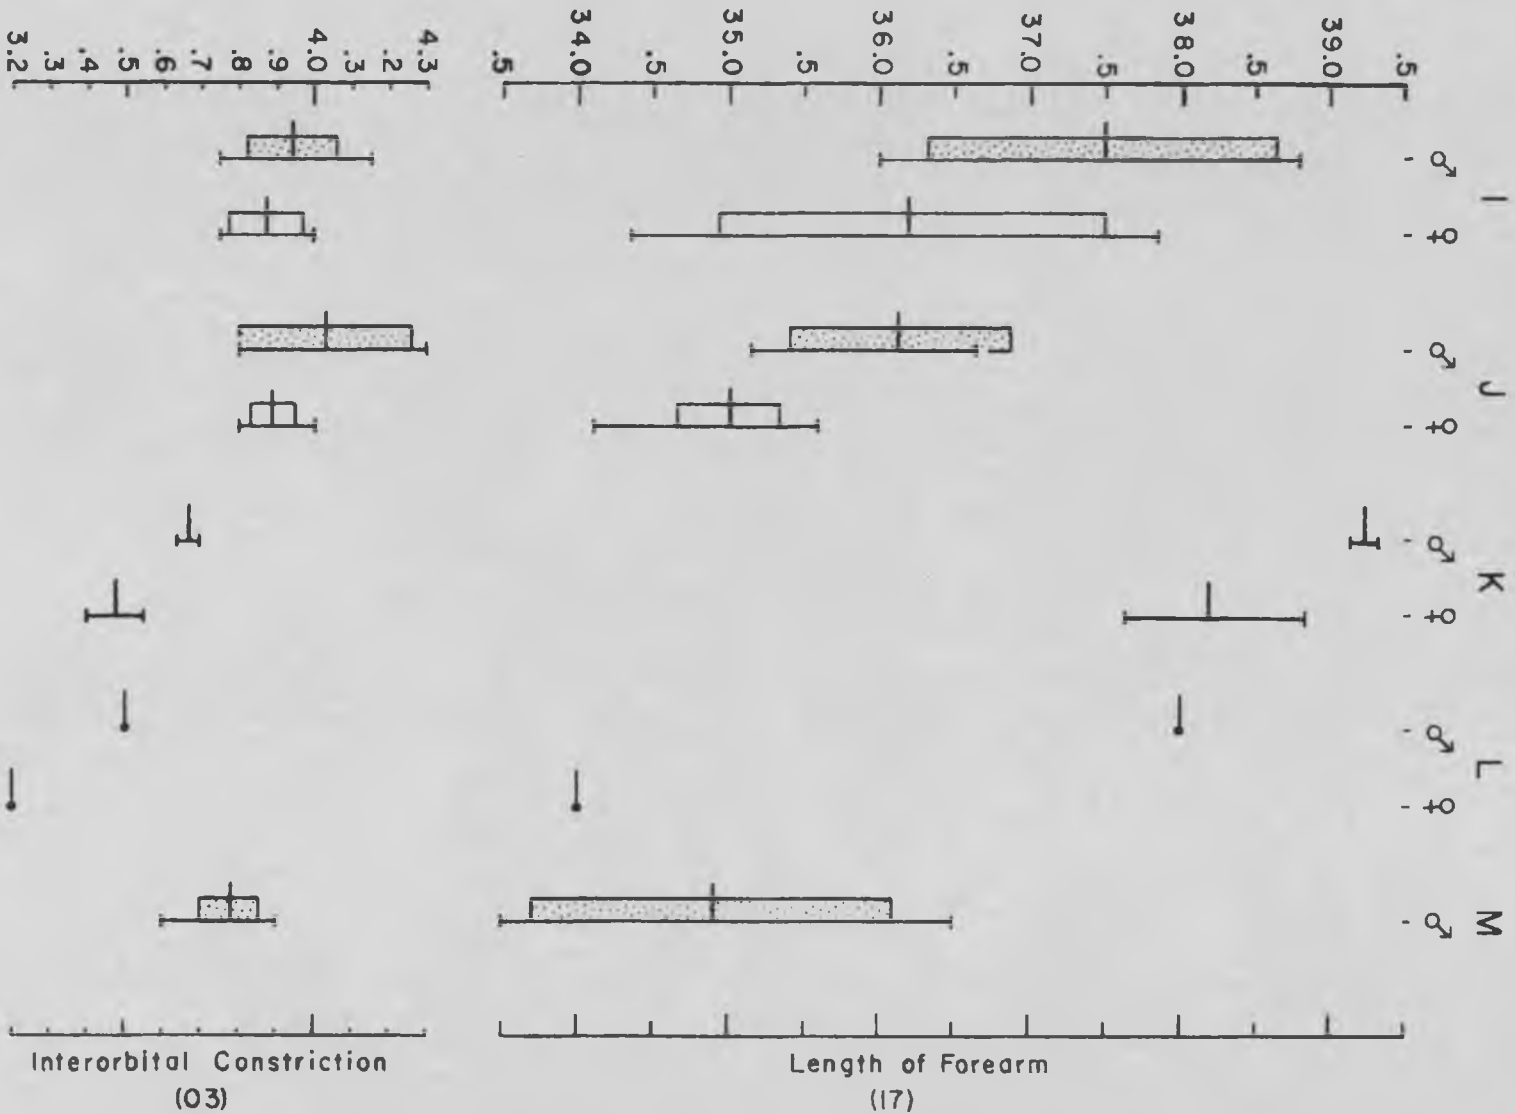 3.2 .3 .4 .5 .7 .8 .9 4.0 .1 .2 4.3
.5 34.0 .5 35.0 .5 36.0 .5 37.0 .5 38.0 .5 39.0 .5
♂
I
♀
♂
J
♀
♂
K
♀
♂
L
♀
♂
M
Interorbital Constriction
(03)
Length of Forearm
(17)